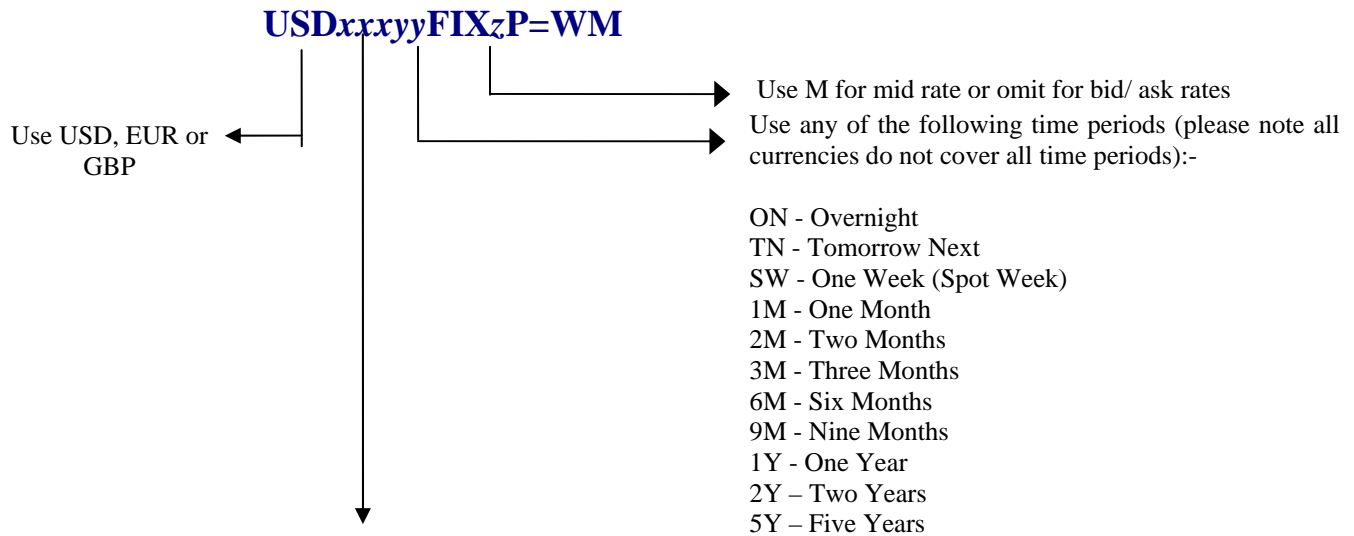 USDxxxyyFIXzP=WM
Use M for mid rate or omit for bid/ ask rates
Use USD, EUR or
GBP
Use any of the following time periods (please note all
currencies do not cover all time periods):-
ON - Overnight
TN - Tomorrow Next
SW - One Week (Spot Week)
1M - One Month
2M - Two Months
3M - Three Months
6M - Six Months
9M - Nine Months
1Y - One Year
2Y – Two Years
5Y – Five Years